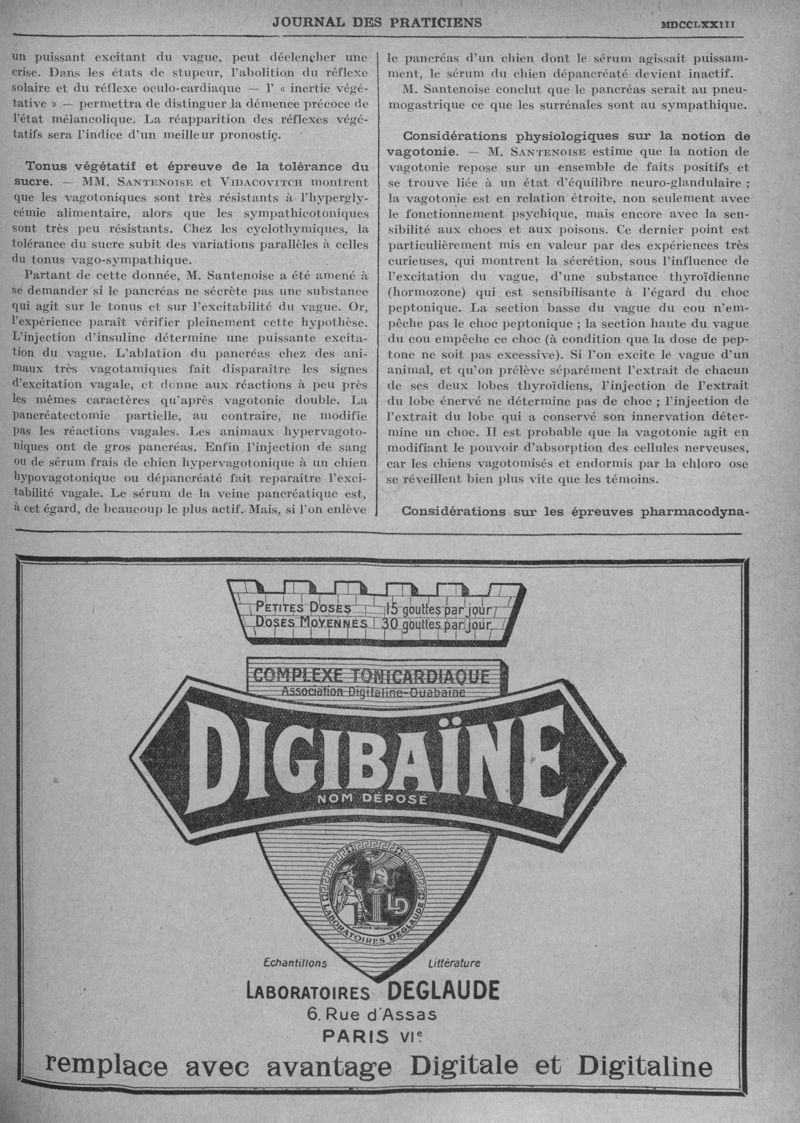 JOURNAL DES PRATICIENS
MDCCLXXIII
un puissant excitant du vague, peut déclencher une
crise. Dans les états de stupeur, l'abolition du réflexe
solaire et du réflexe oculo-cardiaque — l' « inertie végé-
tative » — permettra de distinguer la démence précoce de
l'état mélancolique. La réapparition des réflexes végé-
tatifs sera l'indice d'un meilleur pronostic.
Tonus végétatif et épreuve de la tolérance du
sucre. — MM. SANTENOISE et VIDACOVITCH montrent
que les vagotoniques sont très résistants à l'hypergly-
cémie alimentaire, alors que les sympathicotoniques
sont très peu résistants. Chez les cyclothymiques, la
tolérance du sucre subit des variations parallèles à celles
du tonus vago-sympathique.
Partant de cette donnée, M. Santenoise a été amené à
se demander si le pancréas ne sécrète pas une substance
qui agit sur le tonus et sur l'excitabilité du vague. Or,
l'expérience paraît vérifier pleinement cette hypothèse.
L'injection d'insuline détermine une puissante excita-
tion du vague. L'ablation du pancréas chez des ani-
maux très vagotamiques fait disparaître les signes
d'excitation vagale, et donne aux réactions à peu près
les mêmes caractères qu'après vagotonie double. La
pancréatectomie partielle, au contraire, ne modifie
pas les réactions vagales. Les animaux hypervagoto-
niques ont de gros pancréas. Enfin l'injection de sang
ou de sérum frais de chien hypervagotonique à un chien
hypovagotonique ou dépancréaté fait reparaître l'exci-
tabilité vagale. Le sérum de la veine pancréatique est,
à cet égard, de beaucoup le plus actif. Mais, si l'on enlève
le pancréas d'un chien dont le sérum agissait puissam-
ment, le sérum du chien dépancréaté devient inactif.
M. Santenoise conclut que le pancréas serait au pneu-
mogastrique ce que les surrénales sont au sympathique.
Considérations physiologiques sur la notion de
vagotonie. — M. SANTENOISE estime que la notion de
vagotonie repose sur un ensemble de faits positifs et
se trouve liée à un état d'équilibre neuro-glandulaire ;
la vagotonie est en relation étroite, non seulement avec
le fonctionnement psychique, mais encore avec la sen-
sibilité aux chocs et aux poisons. Ce dernier point est
particulièrement mis en valeur par des expériences très
curieuses, qui montrent la sécrétion, sous l'influence de
l'excitation du vague, d'une substance thyroïdienne
(hormozone) qui est sensibilisante à l'égard du choc
peptonique. La section basse du vague du cou n'em-
pêche pas le choc peptonique ; la section haute du vague
du cou empêche ce choc (à condition que la dose de pep-
tone ne soit pas excessive). Si l'on excite le vague d'un
animal, et qu'on prélève séparément l'extrait de chacun
de ses deux lobes thyroïdiens, l'injection de l'extrait
du lobe énervé ne détermine pas de choc ; l'injection de
l'extrait du lobe qui a conservé son innervation déter-
mine un choc. Il est probable que la vagotonie agit en
modifiant le pouvoir d'absorption des cellules nerveuses,
car les chiens vagotomisés et endormis par la chloro ose
se réveillent bien plus vite que les témoins.
Considérations sur les épreuves pharmacodyna-
PETITES DOSES 15 gouttes par jour
DOSES MOYENNES 30 gouttes par jour
COMPLEXE TONICARDIAQUE
Association Digitaline-Ouabaïne
DIGIBAÏNE
NOM DÉPOSÉ
LD
MARQUE DÉPOSÉE
LABORATOIRES DEGLAUDE
Echantillons
Littérature
LABORATOIRES DEGLAUDE
6. Rue d'Assas
PARIS VIe
remplace avec avantage Digitale et Digitaline